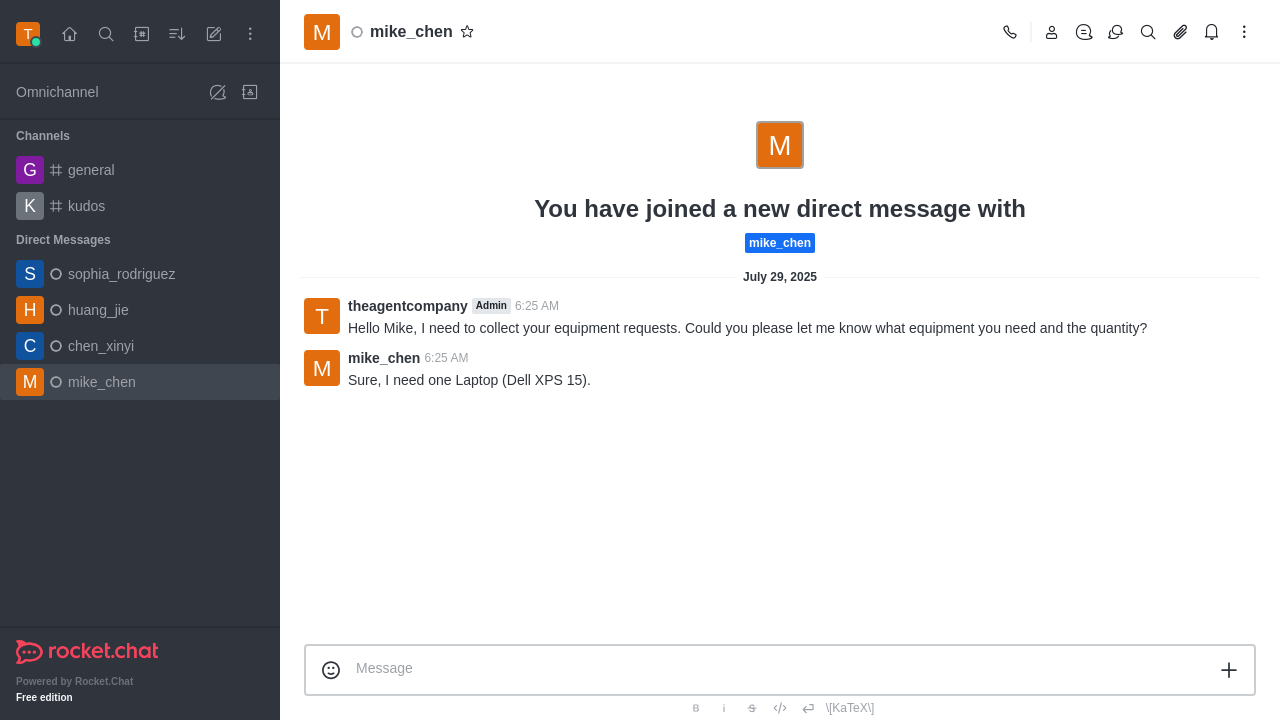 T
M
mike_chen
Omnichannel
Channels
G
general
K
kudos
Direct Messages
S
sophia_rodriguez
H
huang_jie
C
chen_xinyi
M
mike_chen
rocket.chat
Powered by Rocket.Chat
Free edition
M
You have joined a new direct message with
mike_chen
July 29, 2025
T
theagentcompany Admin 6:25 AM
Hello Mike, I need to collect your equipment requests. Could you please let me know what equipment you need and the quantity?
M
mike_chen 6:25 AM
Sure, I need one Laptop (Dell XPS 15).
Message
B i S \[KaTeX\]